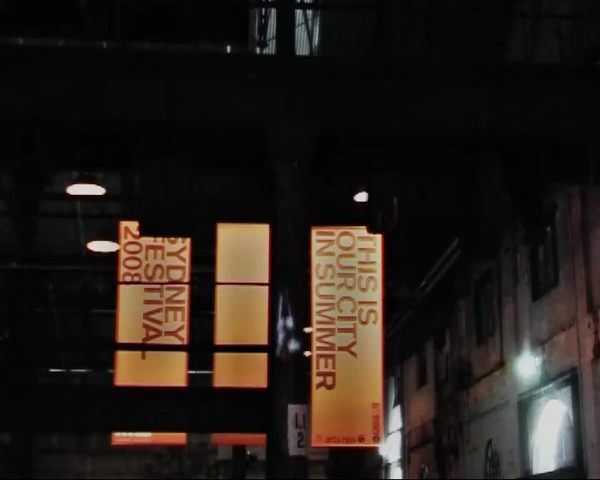 SYDNEY
FESTIVAL
2008
THIS IS
OUR CITY
IN SUMMER